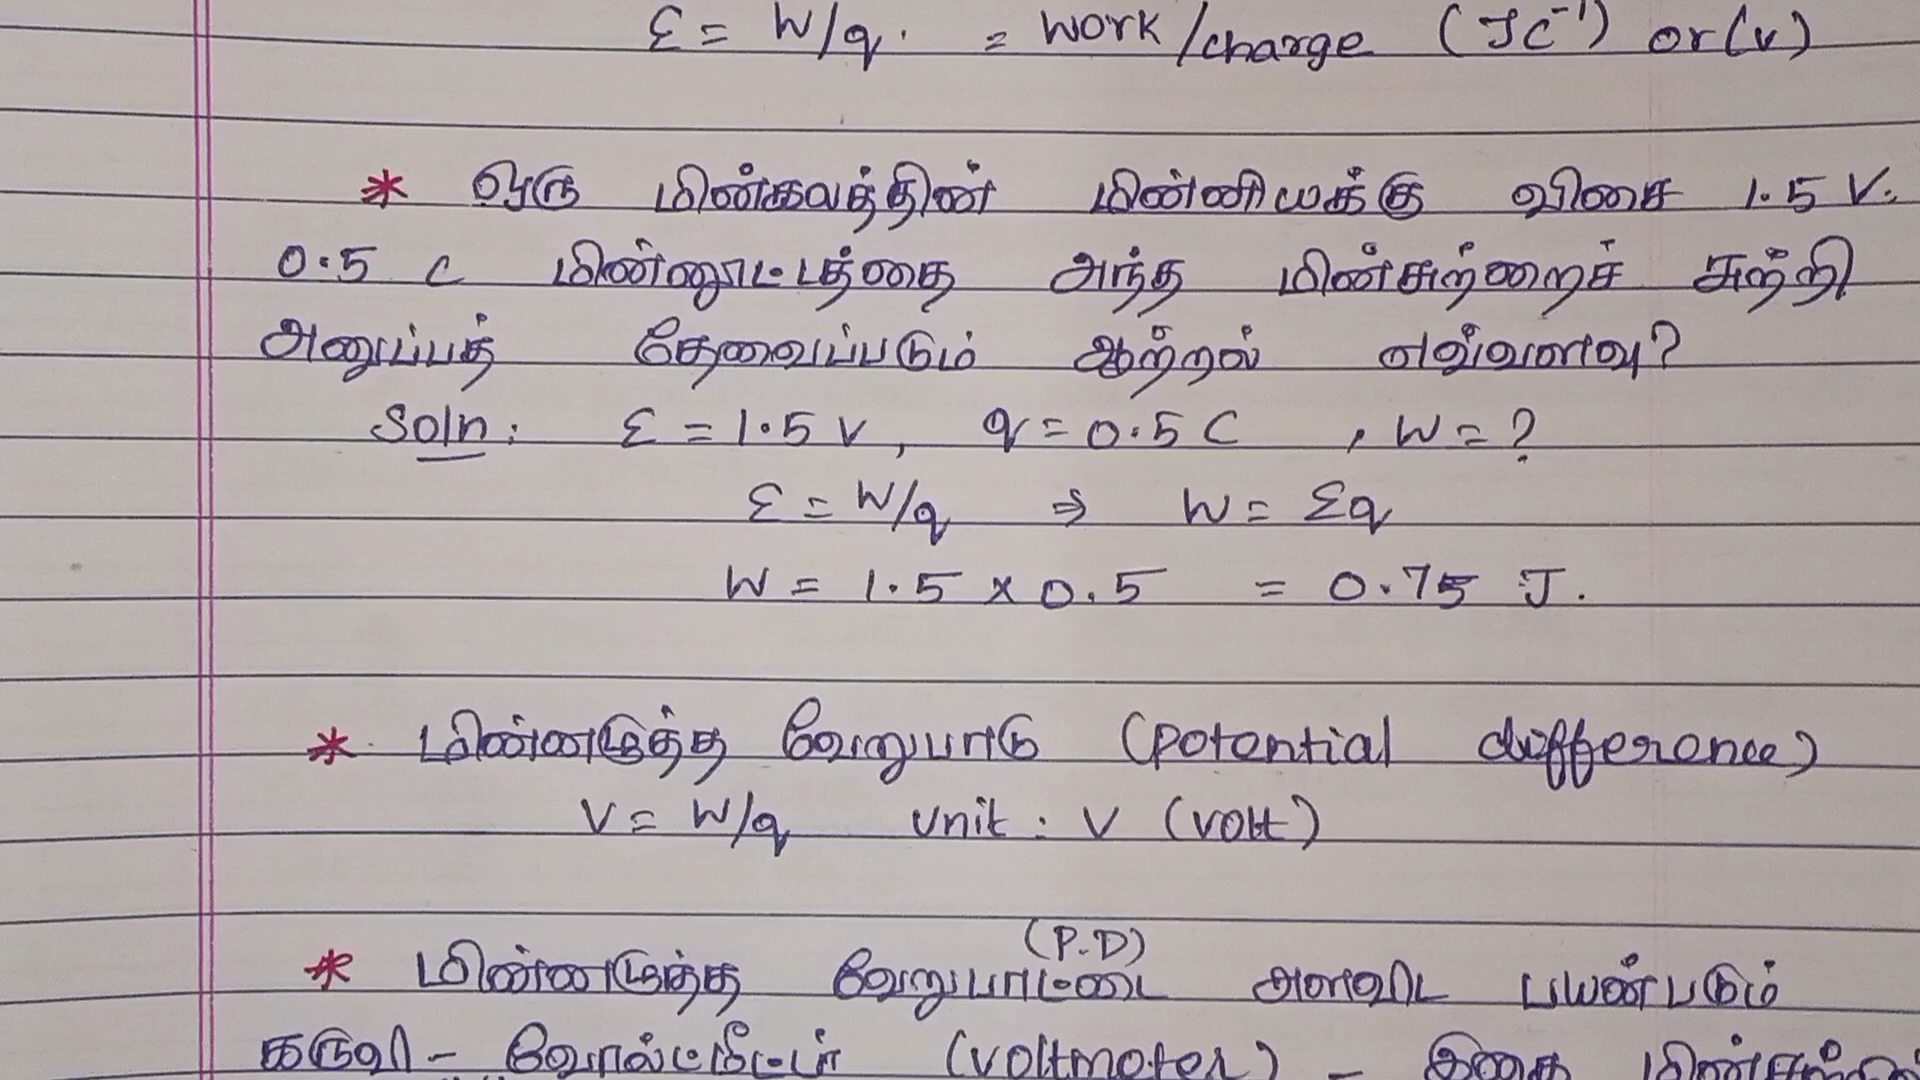 ε = W/q. = work/charge (JC⁻¹) or (v)
* ஒரு மின்கலத்தின் மின்னியக்கு விசை 1.5 V.
0.5 C மின்னூட்டத்தை அந்த மின்சுற்றைச் சுற்றி
அனுப்பத் தேவைப்படும் ஆற்றல் எவ்வளவு?
Soln: ε = 1.5 V, q = 0.5 C , W = ?
ε = W/q ⇒ W = εq
W = 1.5 × 0.5 = 0.75 J.
* மின்னழுத்த வேறுபாடு (potential difference)
V = W/q unit : V (volt)
(P.D)
* மின்னழுத்த வேறுபாட்டை அளவிட பயன்படும்
கருவி - வோல்ட்மீட்டர் (voltmeter) - இதை